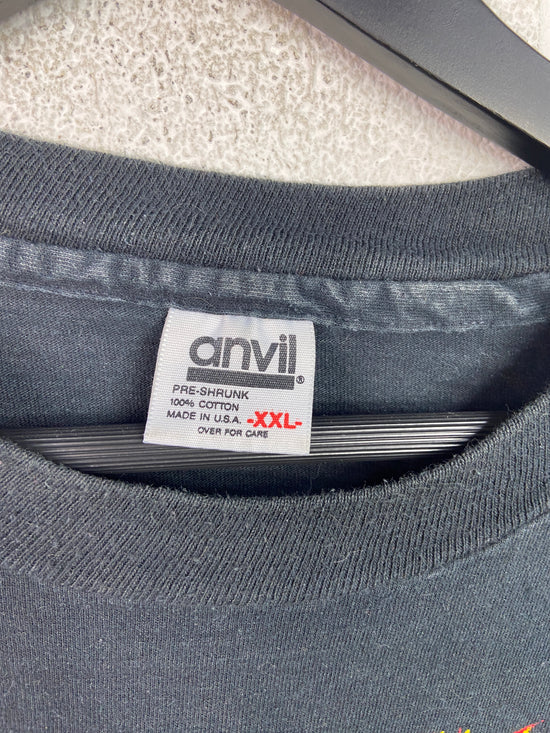 anvil®
PRE-SHRUNK
100% COTTON
MADE IN U.S.A. -XXL-
OVER FOR CARE